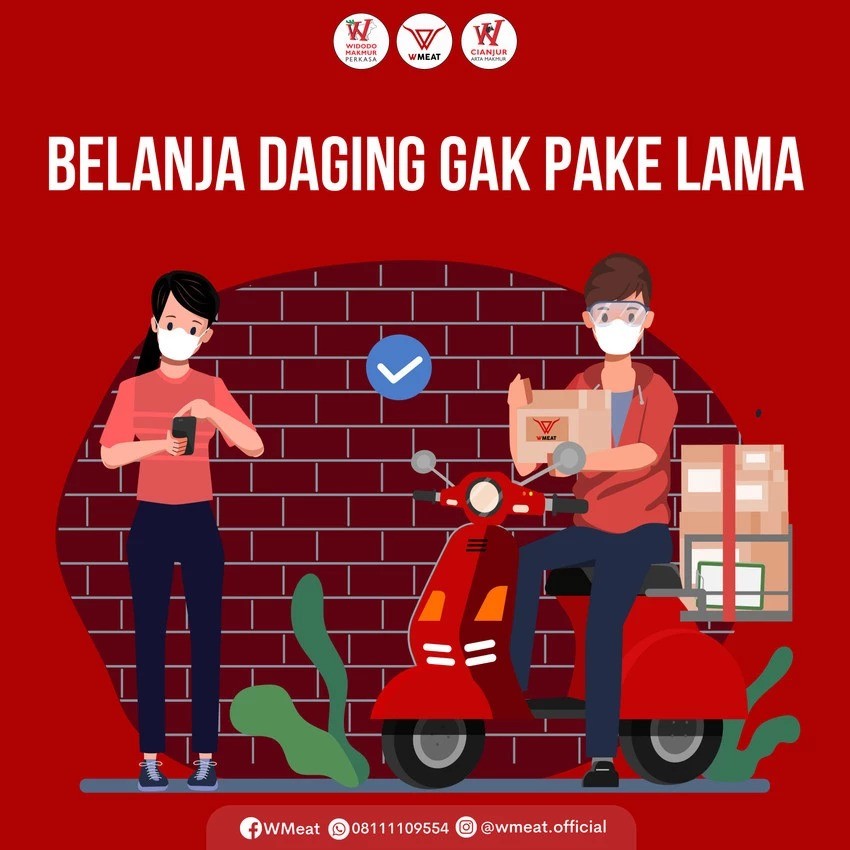 WIDODO
MAKMUR
PERKASA
WMEAT
CIANJUR
ARTA MAKMUR
BELANJA DAGING GAK PAKE LAMA
WMEAT
WMeat 08111109554 @wmeat.official